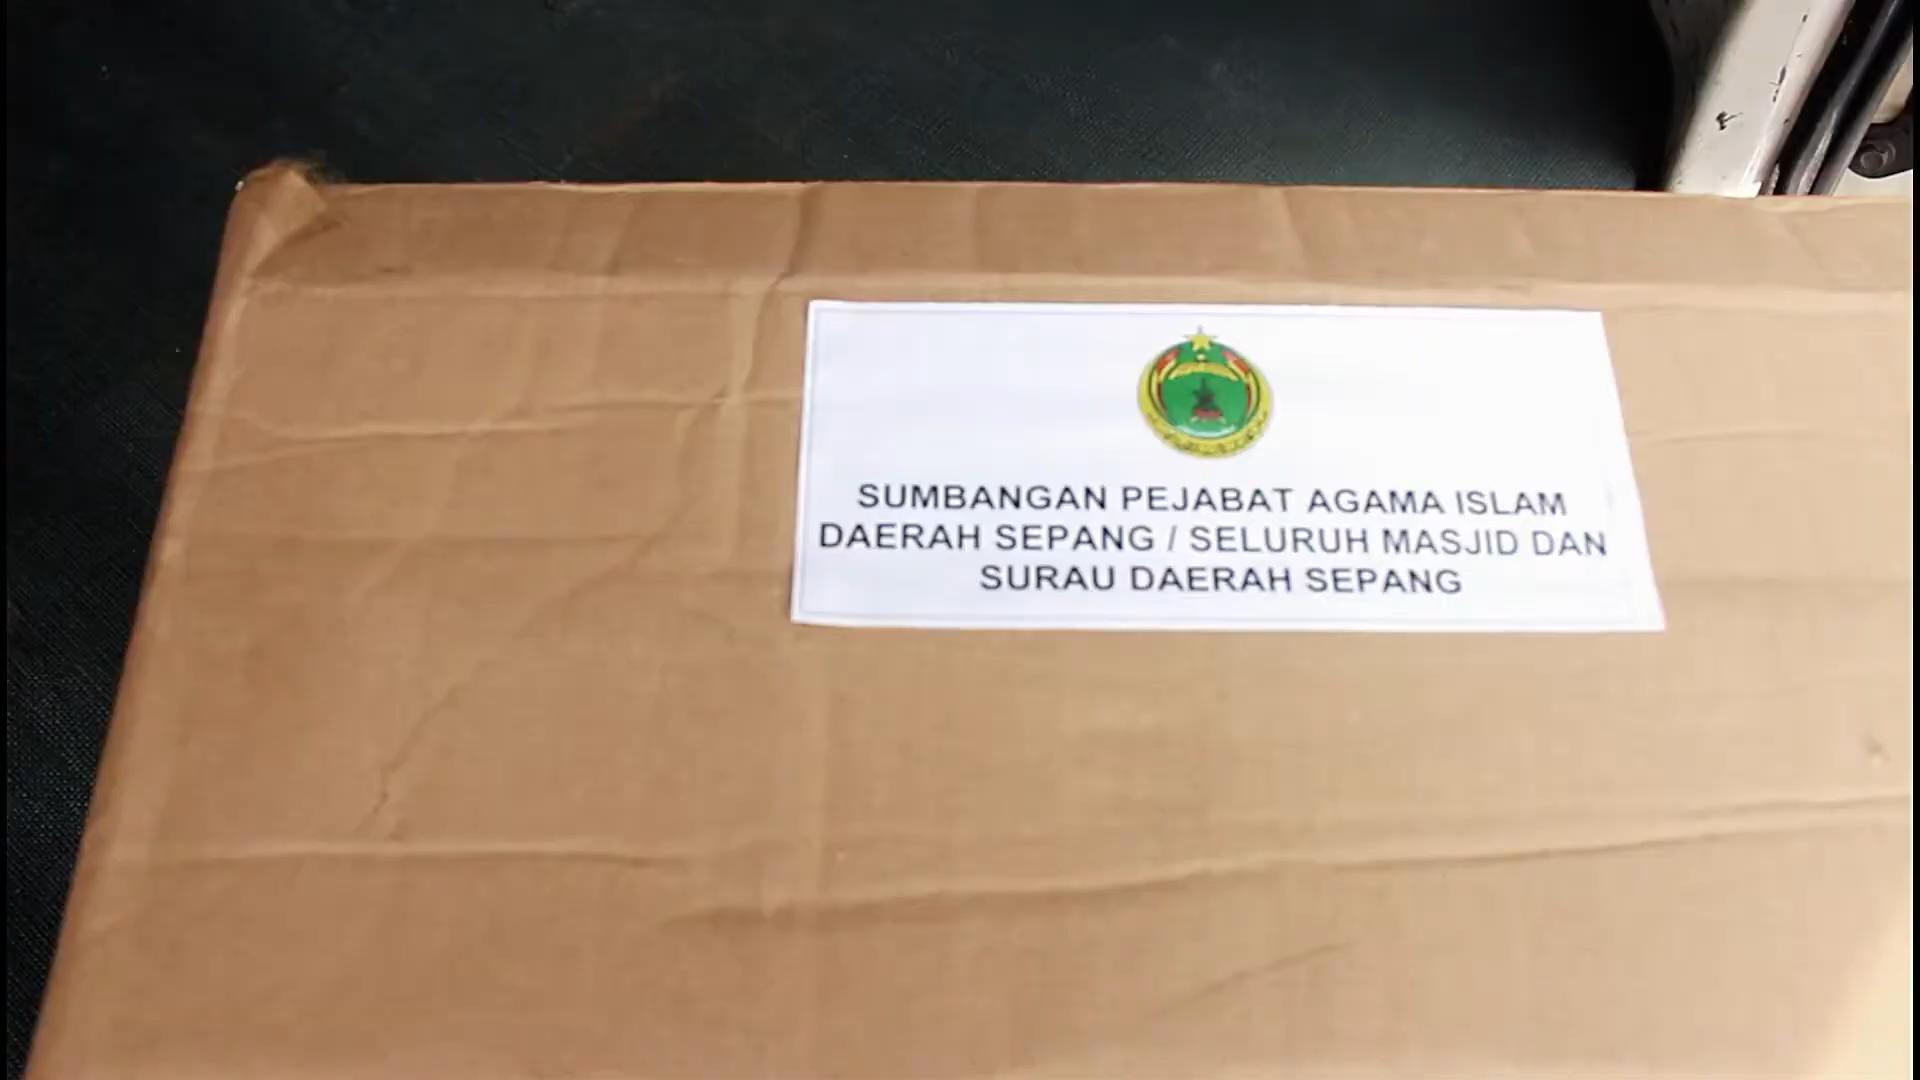 SUMBANGAN PEJABAT AGAMA ISLAM
DAERAH SEPANG / SELURUH MASJID DAN
SURAU DAERAH SEPANG